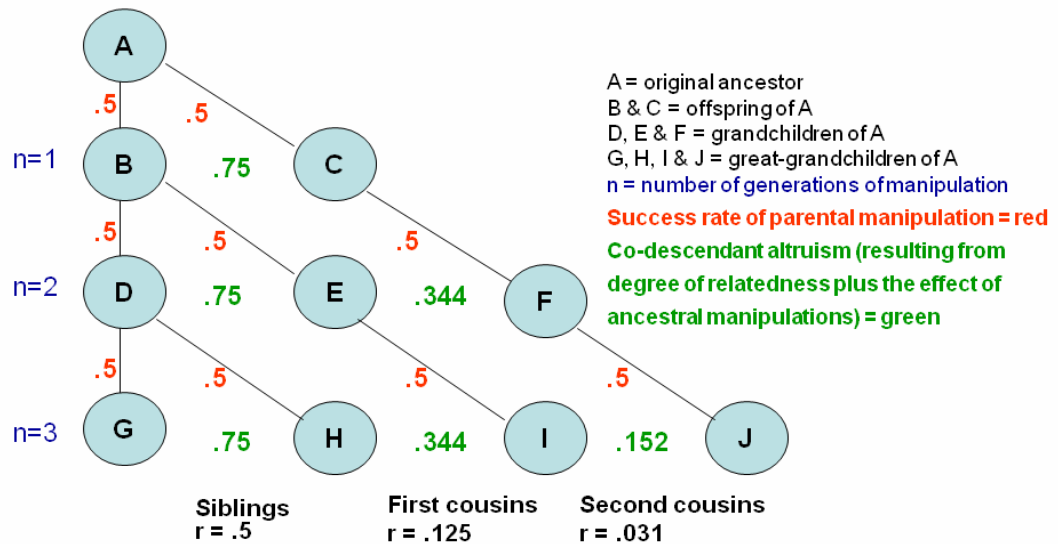 A
A = original ancestor
B & C = offspring of A
D, E & F = grandchildren of A
G, H, I & J = great-grandchildren of A
n = number of generations of manipulation
Success rate of parental manipulation = red
Co-descendant altruism (resulting from
degree of relatedness plus the effect of
ancestral manipulations) = green
.5 .5
n=1 B .75 C
.5 .5 .5
n=2 D .75 E .344 F
.5 .5 .5 .5
n=3 G .75 H .344 I .152 J
Siblings First cousins Second cousins
r = .5 r = .125 r = .031